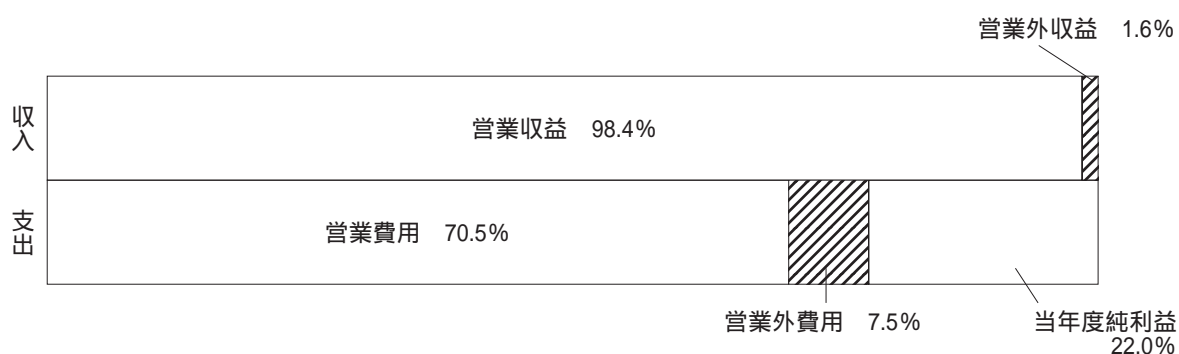 営業外収益　1.6%
収入
営業収益　98.4%
支出
営業費用　70.5%
営業外費用　7.5%
当年度純利益
22.0%